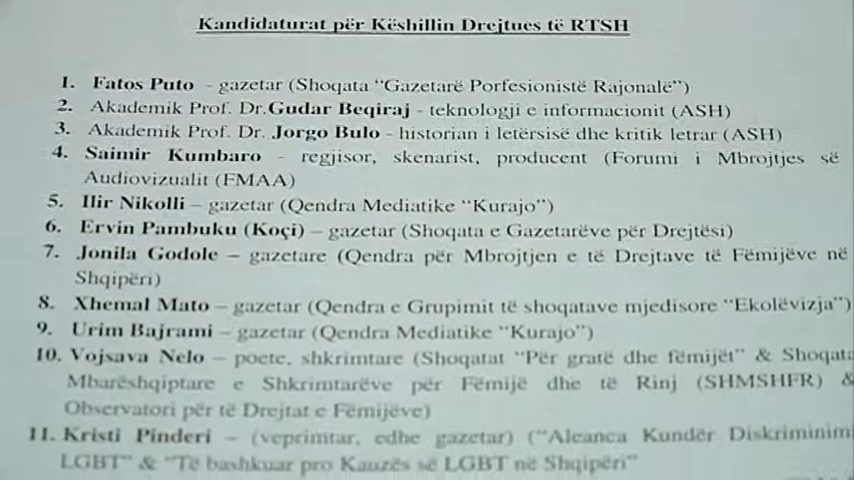 Kandidaturat për Këshillin Drejtues të RTSH
1. Fatos Puto - gazetar (Shoqata "Gazetarë Porfesionistë Rajonalë")
2. Akademik Prof. Dr.Gudar Beqiraj - teknologji e informacionit (ASH)
3. Akademik Prof. Dr. Jorgo Bulo - historian i letërsisë dhe kritik letrar (ASH)
4. Saimir Kumbaro - regjisor, skenarist, producent (Forumi i Mbrojtjes së
Audiovizualit (FMAA)
5. Ilir Nikolli – gazetar (Qendra Mediatike "Kurajo")
6. Ervin Pambuku (Koçi) – gazetar (Shoqata e Gazetarëve për Drejtësi)
7. Jonila Godole – gazetare (Qendra për Mbrojtjen e të Drejtave të Fëmijëve në
Shqipëri)
8. Xhemal Mato – gazetar (Qendra e Grupimit të shoqatave mjedisore "Ekolëvizja")
9. Urim Bajrami – gazetar (Qendra Mediatike "Kurajo")
10. Vojsava Nelo – poete, shkrimtare (Shoqatat "Për gratë dhe fëmijët" & Shoqata
Mbarëshqiptare e Shkrimtarëve për Fëmijë dhe të Rinj (SHMSHFR) &
Observatori për të Drejtat e Fëmijëve)
11. Kristi Pinderi – (veprimtar, edhe gazetar) ("Aleanca Kundër Diskriminim
LGBT" & "Të bashkuar pro Kauzës së LGBT në Shqipëri"